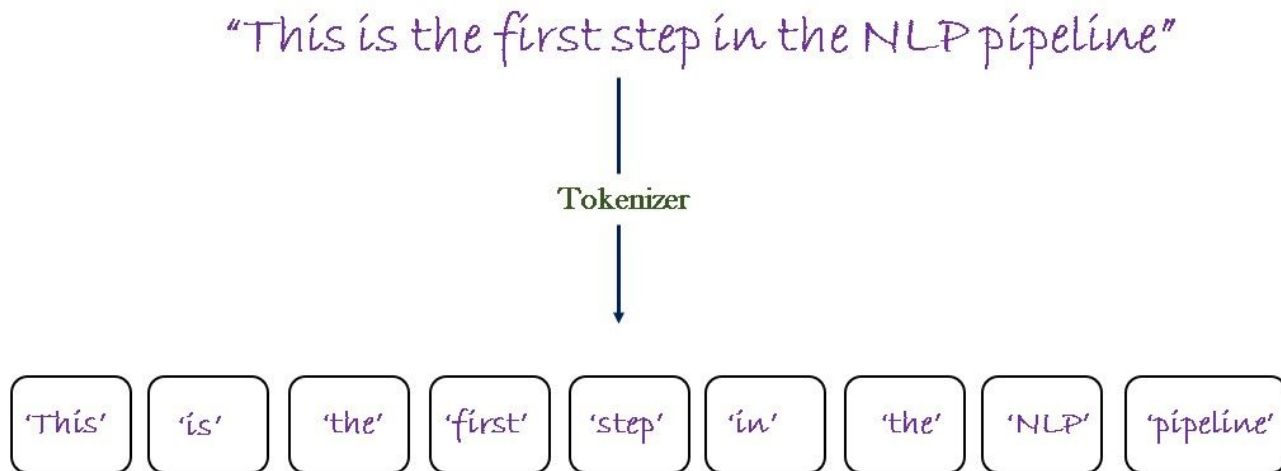 “This is the first step in the NLP pipeline”
Tokenizer
‘This’ ‘is’ ‘the’ ‘first’ ‘step’ ‘in’ ‘the’ ‘NLP’ ‘pipeline’